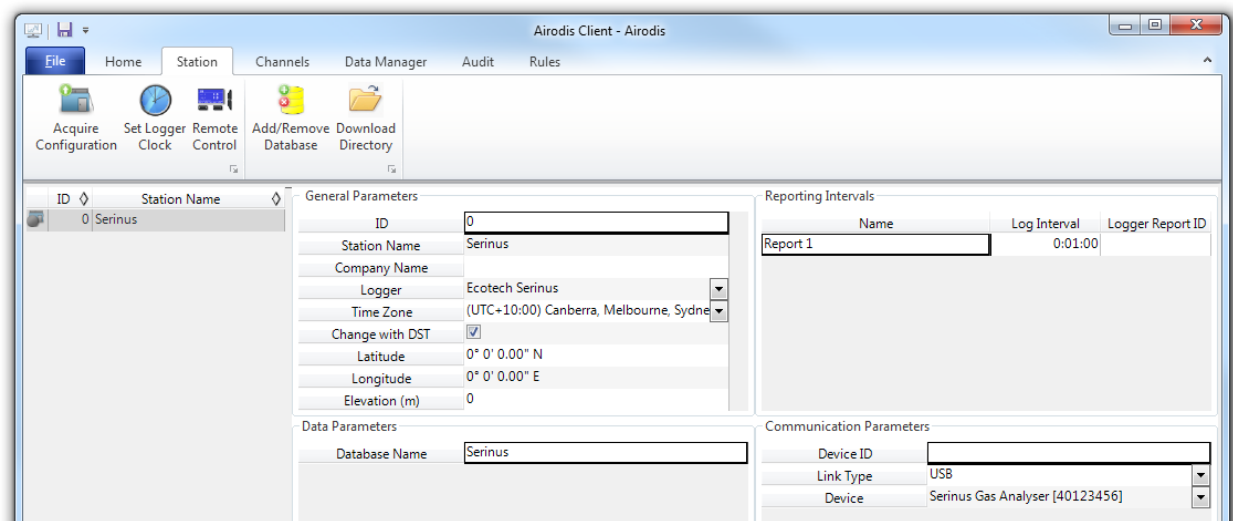 Airodis Client - Airodis
File Home Station Channels Data Manager Audit Rules
Acquire Configuration
Set Logger Clock
Remote Control
Add/Remove Database
Download Directory
ID Station Name
0 Serinus
General Parameters
ID 0
Station Name Serinus
Company Name
Logger Ecotech Serinus
Time Zone (UTC+10:00) Canberra, Melbourne, Sydne
Change with DST
Latitude 0° 0' 0.00" N
Longitude 0° 0' 0.00" E
Elevation (m) 0
Data Parameters
Database Name Serinus
Reporting Intervals
Name Log Interval Logger Report ID
Report 1 0:01:00
Communication Parameters
Device ID
Link Type USB
Device Serinus Gas Analyser [40123456]